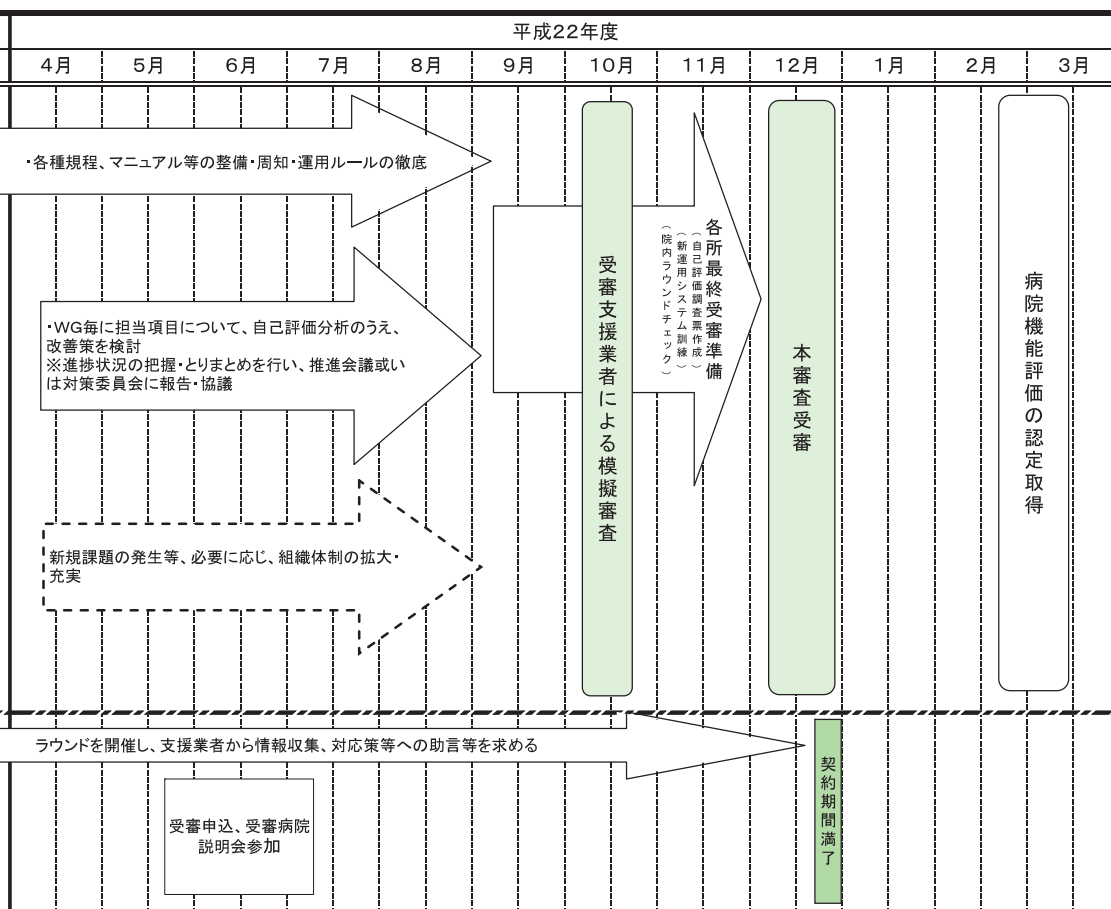 平成22年度
4月 5月 6月 7月 8月 9月 10月 11月 12月 1月 2月 3月
・各種規程、マニュアル等の整備・周知・運用ルールの徹底
・WG毎に担当項目について、自己評価分析のうえ、
改善策を検討
※進捗状況の把握・とりまとめを行い、推進会議或い
は対策委員会に報告・協議
新規課題の発生等、必要に応じ、組織体制の拡大・
充実
受審支援業者による模擬審査
各所最終受審準備
(自己評価調査票作成)
(新運用システム訓練)
(院内ラウンドチェック)
本審査受審
病院機能評価の認定取得
ラウンドを開催し、支援業者から情報収集、対応策等への助言等を求める
受審申込、受審病院
説明会参加
契約期間満了